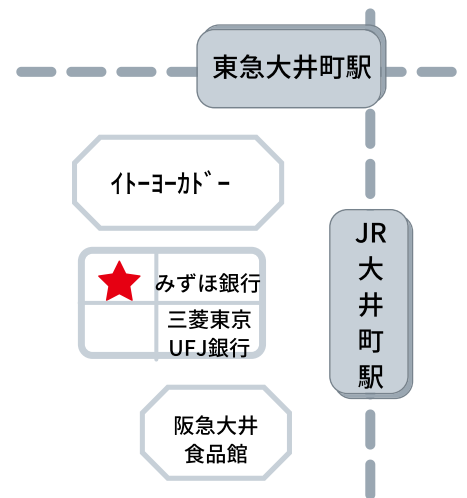 東急大井町駅
ｲﾄｰﾖｰｶﾄﾞｰ
JR
大
井
町
駅
みずほ銀行
三菱東京
UFJ銀行
阪急大井
食品館